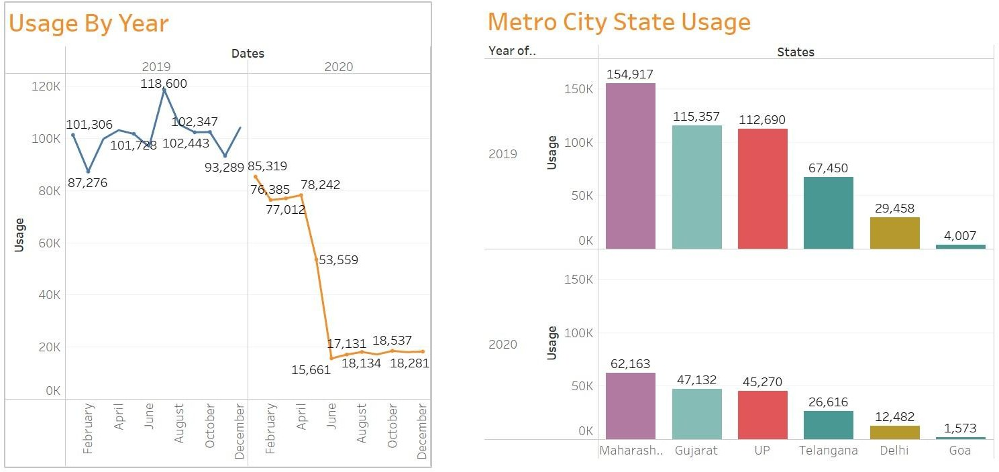 Usage By Year
Dates
2019 2020
Usage
120K
100K
80K
60K
40K
20K
0K
101,306
87,276
101,728
118,600
102,347
102,443
93,289
85,319
76,385
77,012
78,242
53,559
15,661
17,131
18,134
18,537
18,281
February April June August October December February April June August October December
Metro City State Usage
Year of.. States
2019
Usage
150K
100K
50K
0K
154,917
115,357
112,690
67,450
29,458
4,007
2020
Usage
150K
100K
50K
0K
62,163
47,132
45,270
26,616
12,482
1,573
Maharash.. Gujarat UP Telangana Delhi Goa